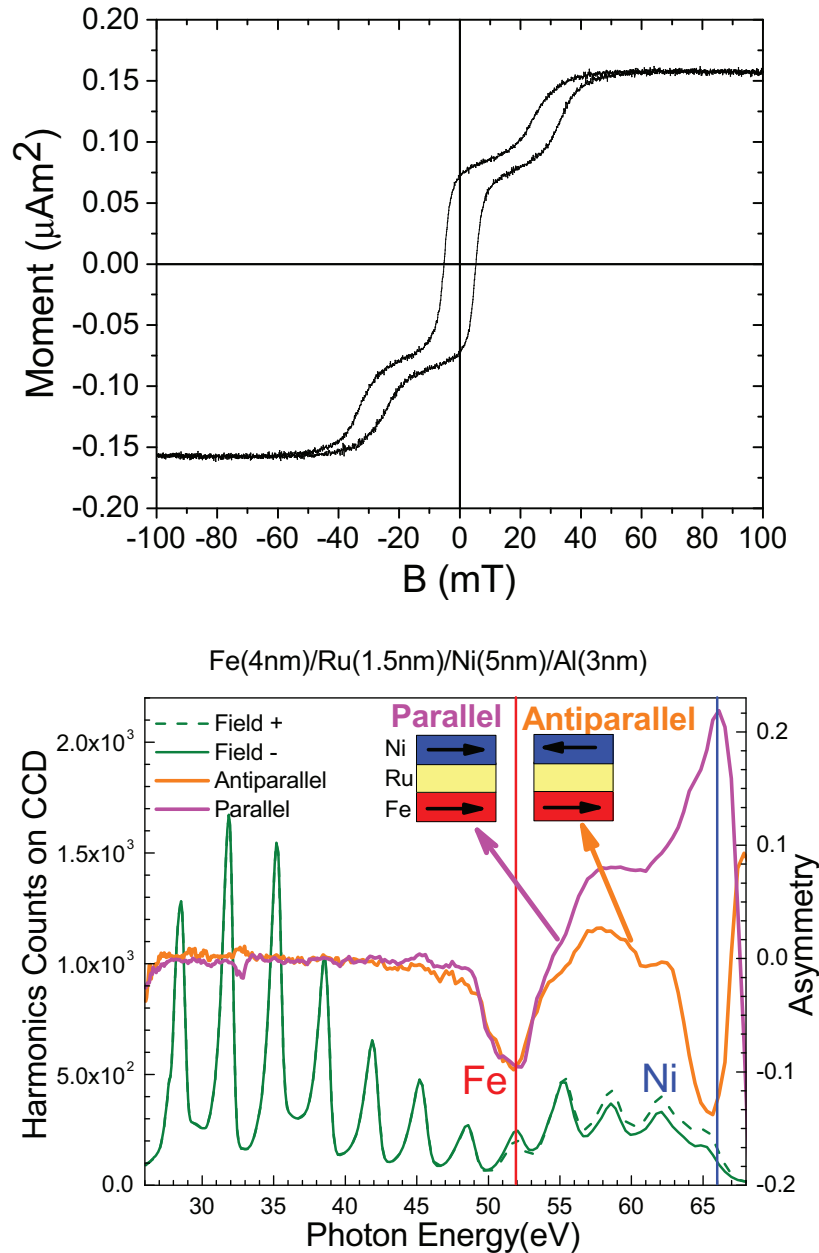 0.20
0.15
0.10
0.05
0.00
-0.05
-0.10
-0.15
-0.20
Moment (µAm²)
-100 -80 -60 -40 -20 0 20 40 60 80 100
B (mT)
Fe(4nm)/Ru(1.5nm)/Ni(5nm)/Al(3nm)
Field +
Field -
Antiparallel
Parallel
Parallel
Antiparallel
Ni
Ru
Fe
Fe
Ni
2.0x10³
1.5x10³
1.0x10³
5.0x10²
0.0
Harmonics Counts on CCD
0.2
0.1
0.0
-0.1
-0.2
Asymmetry
30 35 40 45 50 55 60 65
Photon Energy(eV)